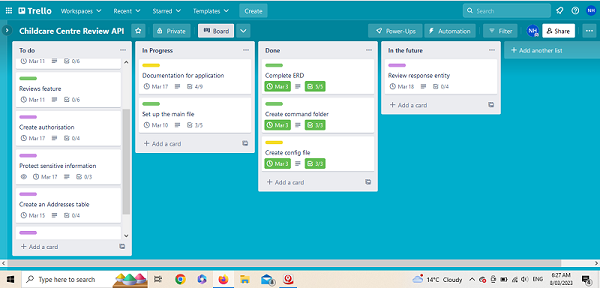 Trello
Workspaces
Recent
Starred
Templates
Create
Search
NH
Childcare Centre Review API
Private
Board
Power-Ups
Automation
Filter
NH
Share
To do
Mar 11 0/6
Reviews feature
Mar 11 0/6
Create authorisation
Mar 17 0/4
Protect sensitive information
Mar 17 0/3
Create an Addresses table
Mar 15 0/4
+ Add a card
In Progress
Documentation for application
Mar 17 4/9
Set up the main file
Mar 10 3/5
+ Add a card
Done
Complete ERD
Mar 3 5/5
Create command folder
Mar 3 3/3
Create config file
Mar 3 3/3
+ Add a card
In the future
Review response entity
Mar 18 0/4
+ Add a card
+ Add another list
Type here to search
14°C Cloudy
ENG
8:27 AM
8/03/2023